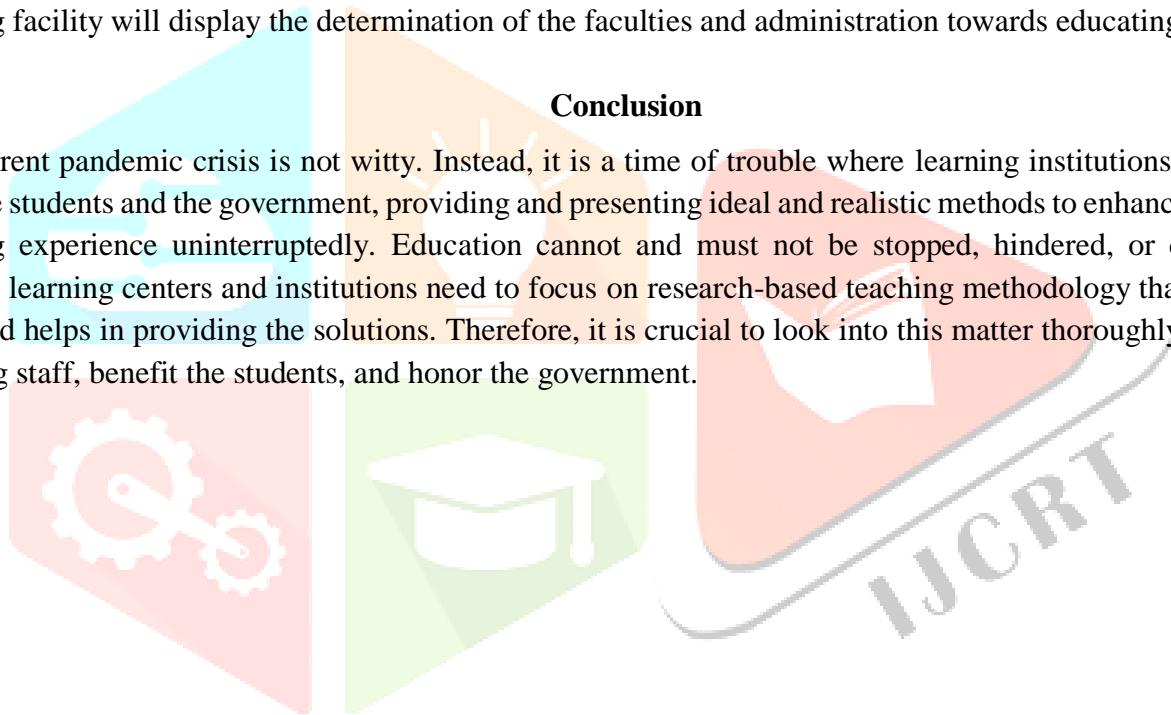 g facility will display the determination of the faculties and administration towards educating
Conclusion
rent pandemic crisis is not witty. Instead, it is a time of trouble where learning institutions
e students and the government, providing and presenting ideal and realistic methods to enhanc
g experience uninterruptedly. Education cannot and must not be stopped, hindered, or
learning centers and institutions need to focus on research-based teaching methodology tha
d helps in providing the solutions. Therefore, it is crucial to look into this matter thoroughly
g staff, benefit the students, and honor the government.
IJCRT